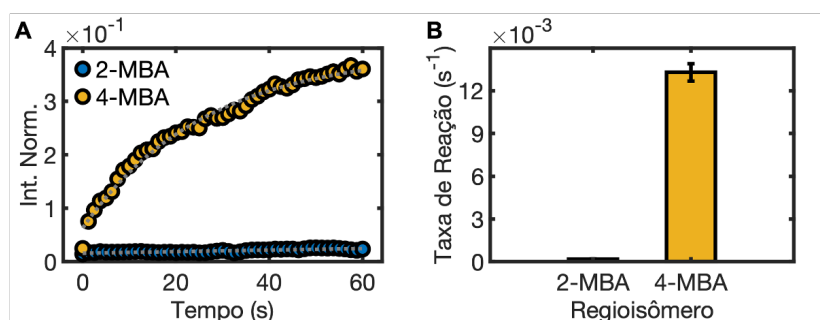 A
×10⁻¹
4
3
2
1
0
Int. Norm.
2-MBA
4-MBA
0 20 40 60
Tempo (s)
B
×10⁻³
12
9
6
3
0
Taxa de Reação (s⁻¹)
2-MBA 4-MBA
Regioisômero